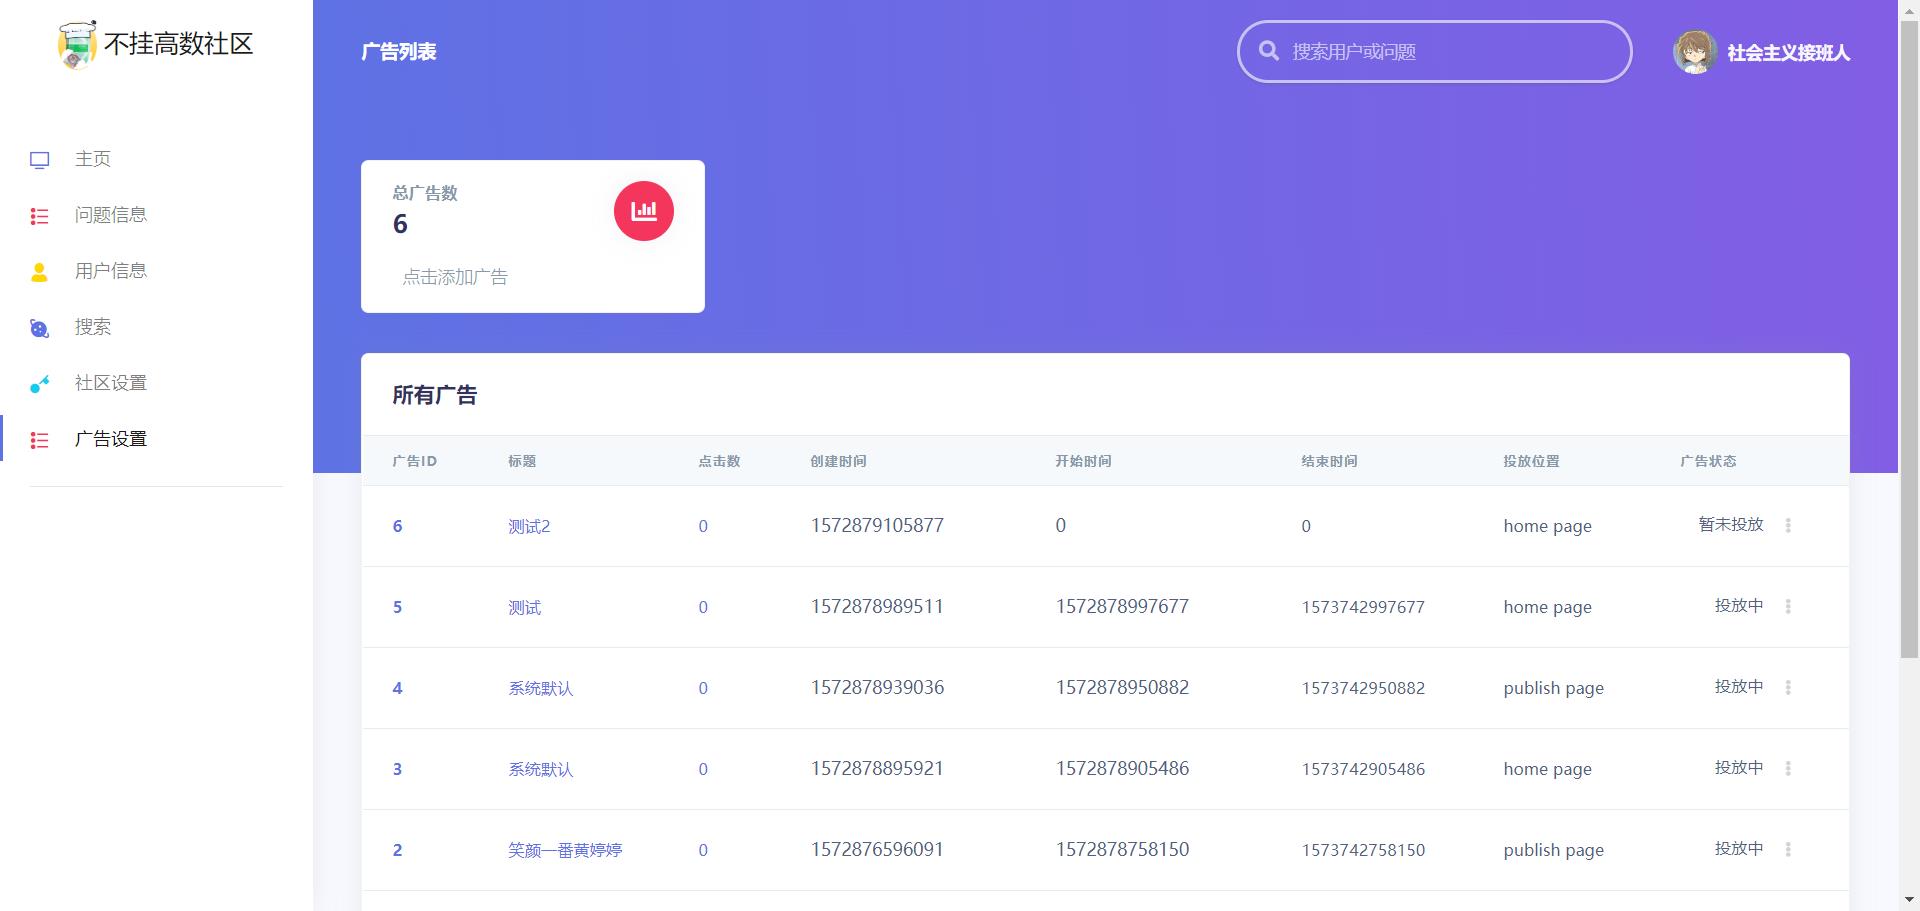 不挂高数社区
广告列表
搜索用户或问题
社会主义接班人
主页
问题信息
用户信息
搜索
社区设置
广告设置
总广告数
6
点击添加广告
所有广告
广告ID 标题 点击数 创建时间 开始时间 结束时间 投放位置 广告状态
6 测试2 0 1572879105877 0 0 home page 暂未投放
5 测试 0 1572878989511 1572878997677 1573742997677 home page 投放中
4 系统默认 0 1572878939036 1572878950882 1573742950882 publish page 投放中
3 系统默认 0 1572878895921 1572878905486 1573742905486 home page 投放中
2 笑颜一番黄婷婷 0 1572876596091 1572878758150 1573742758150 publish page 投放中